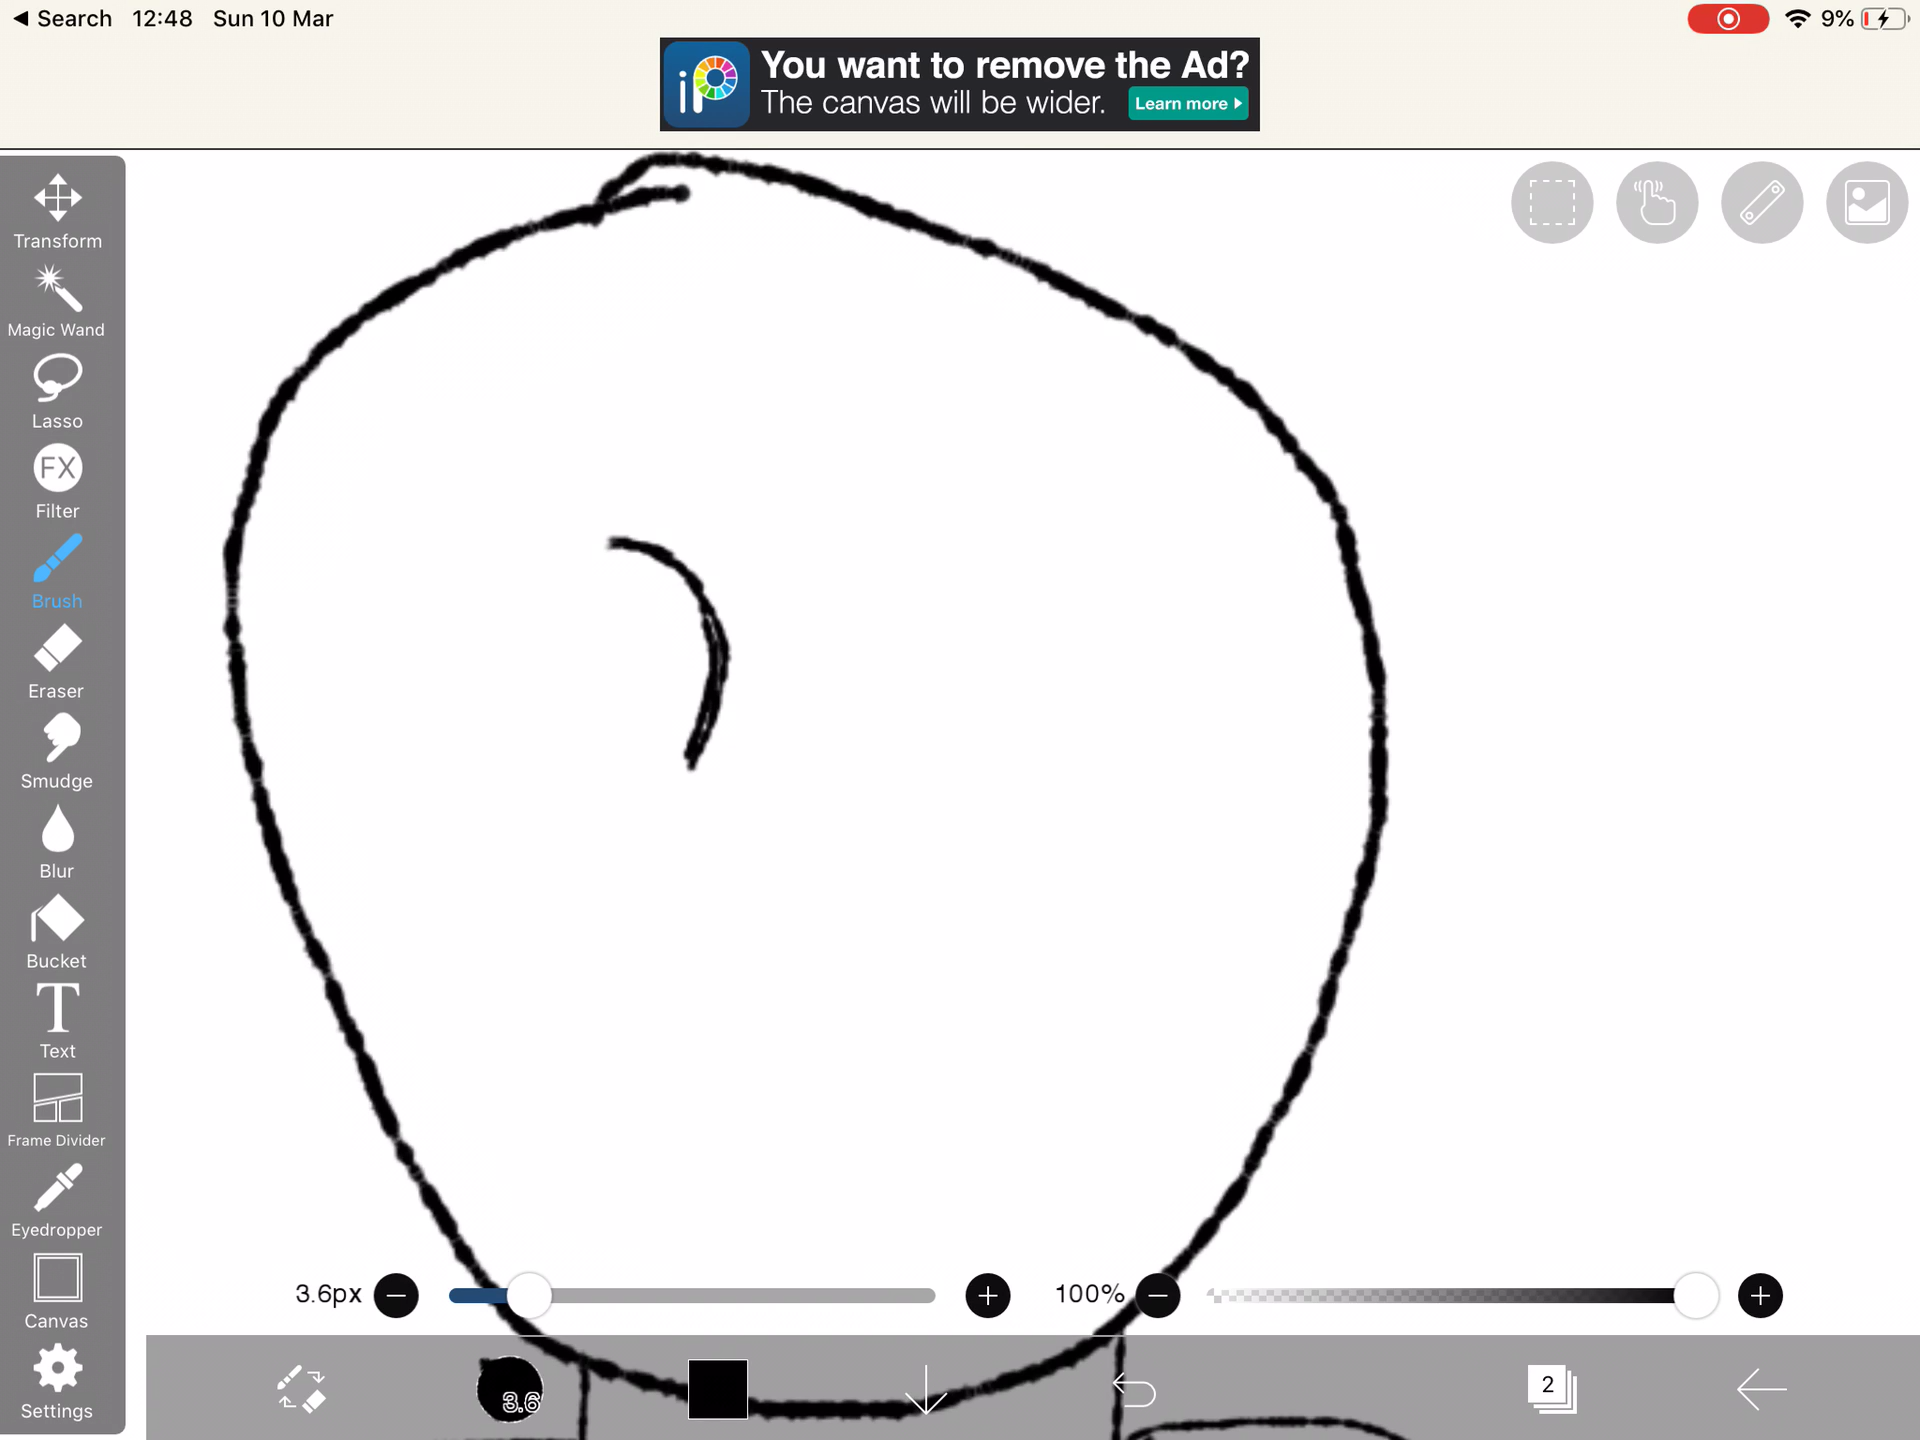 Search 12:48 Sun 10 Mar 9%
iP You want to remove the Ad?
The canvas will be wider. Learn more
Transform
Magic Wand
Lasso
FX
Filter
Brush
Eraser
Smudge
Blur
Bucket
T
Text
Frame Divider
Eyedropper
Canvas
Settings
3.6px 100%
3.6 2